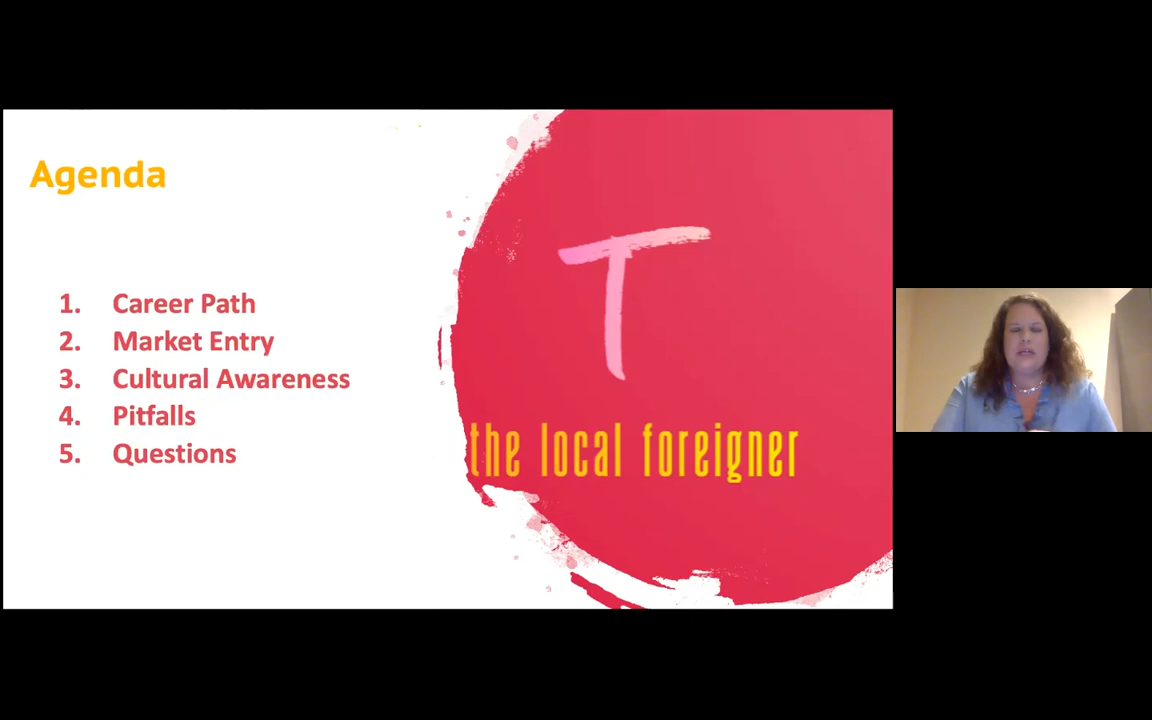 Agenda
1. Career Path
2. Market Entry
3. Cultural Awareness
4. Pitfalls
5. Questions
T
the local foreigner